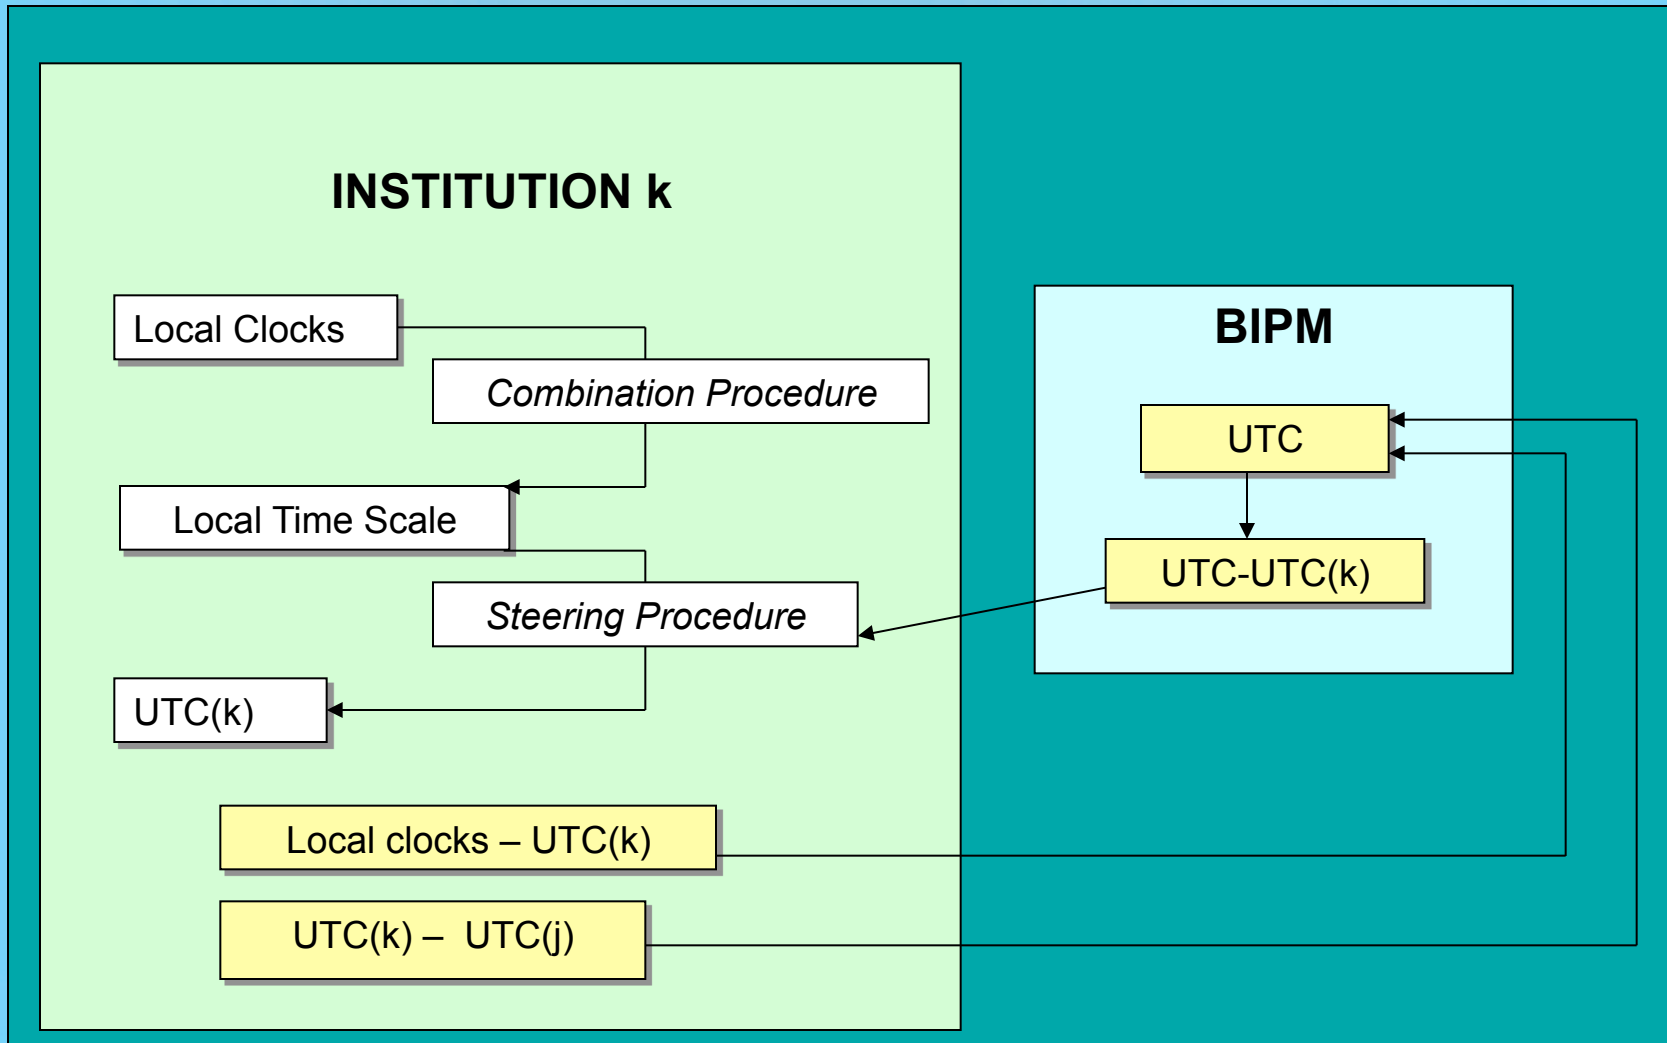 INSTITUTION k
Local Clocks
Combination Procedure
Local Time Scale
Steering Procedure
UTC(k)
Local clocks – UTC(k)
UTC(k) –  UTC(j)
BIPM
UTC
UTC-UTC(k)